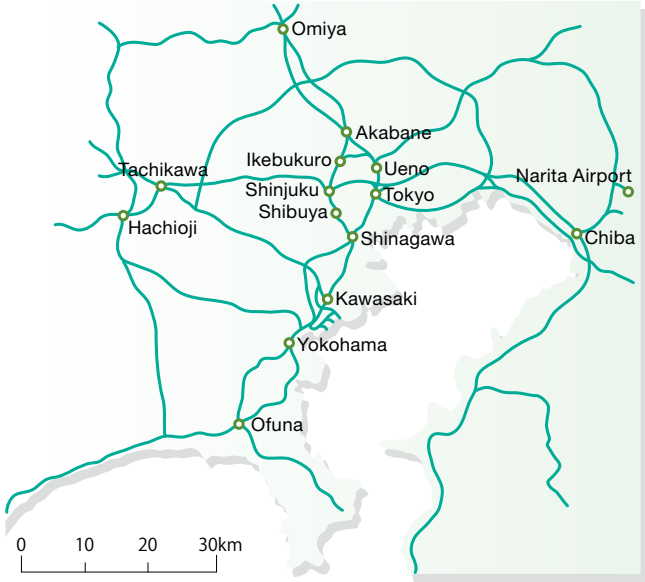 Omiya
Akabane
Ikebukuro
Ueno
Tachikawa
Narita Airport
Shinjuku
Tokyo
Shibuya
Hachioji
Shinagawa
Chiba
Kawasaki
Yokohama
Ofuna
0 10 20 30km